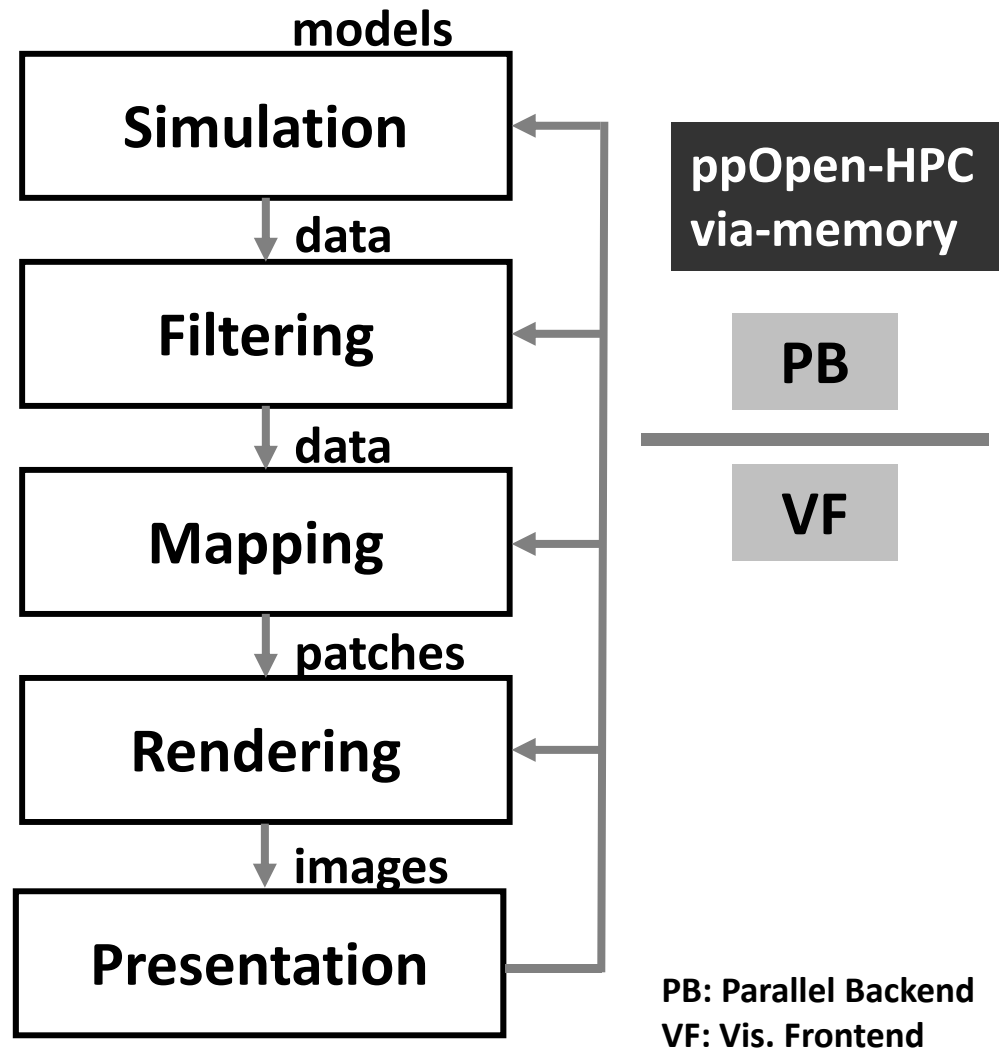 models
Simulation
data
Filtering
data
Mapping
patches
Rendering
images
Presentation
ppOpen-HPC
via-memory
PB
VF
PB: Parallel Backend
VF: Vis. Frontend